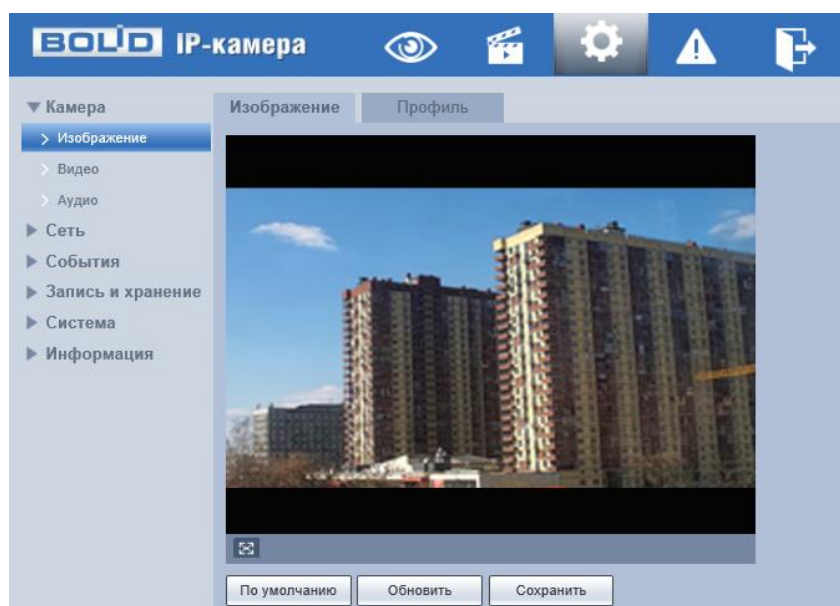 BOLID IP-камера
Камера
Изображение
Видео
Аудио
Сеть
События
Запись и хранение
Система
Информация
Изображение
Профиль
По умолчанию
Обновить
Сохранить